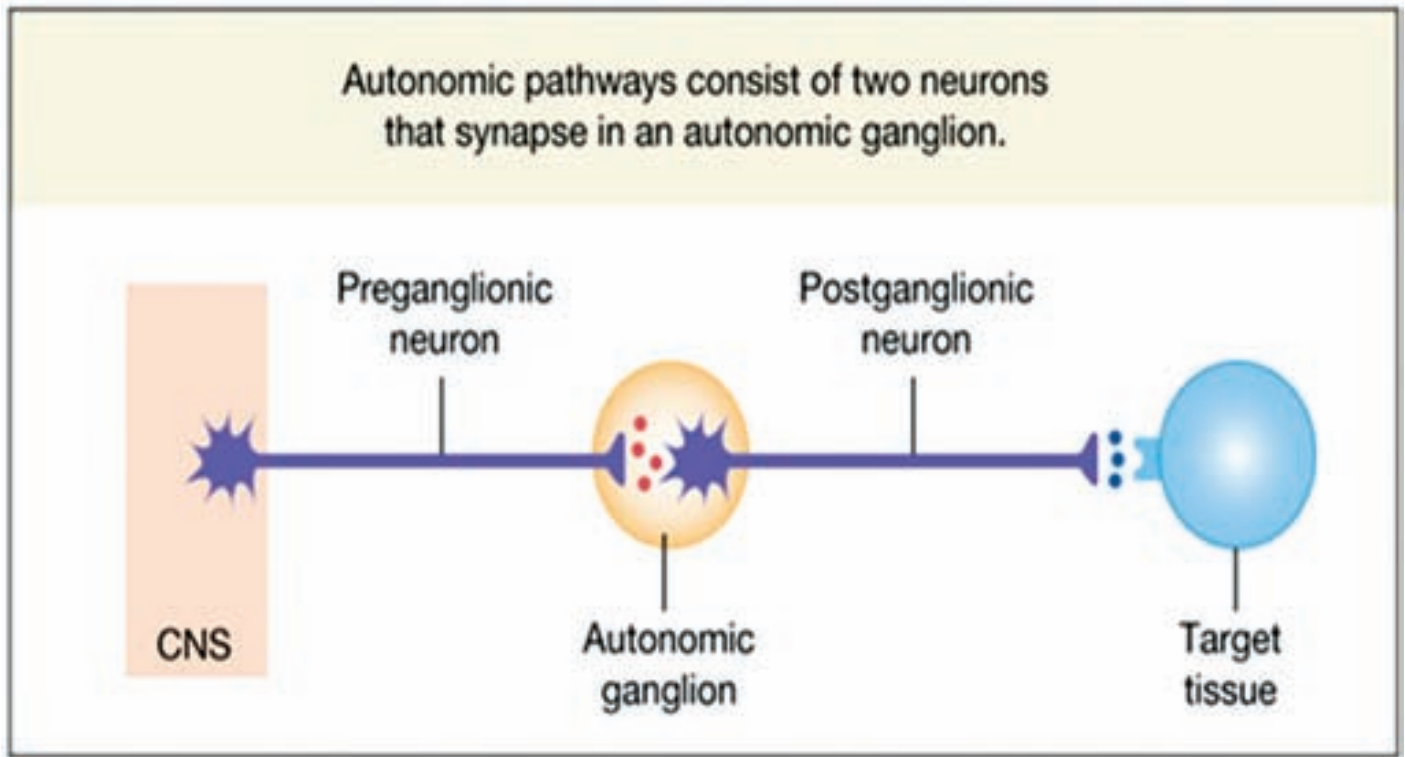 Autonomic pathways consist of two neurons
that synapse in an autonomic ganglion.
Preganglionic
neuron
Postganglionic
neuron
CNS
Autonomic
ganglion
Target
tissue